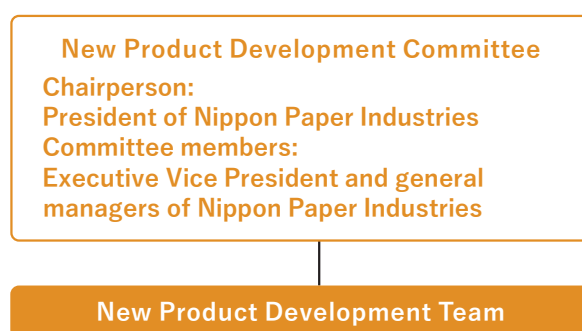 New Product Development Committee
Chairperson:
President of Nippon Paper Industries
Committee members:
Executive Vice President and general
managers of Nippon Paper Industries
New Product Development Team